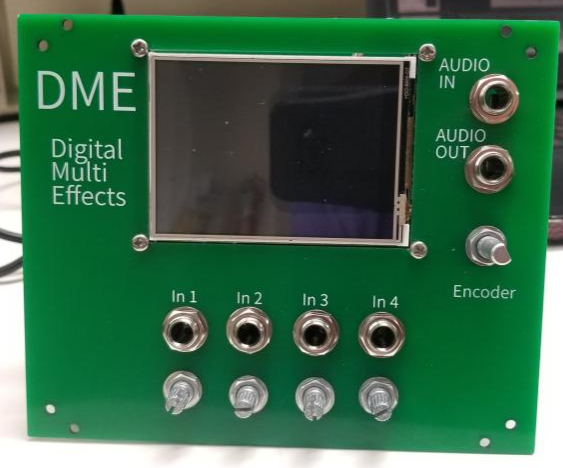 DME
Digital
Multi
Effects
AUDIO
IN
AUDIO
OUT
Encoder
In 1
In 2
In 3
In 4